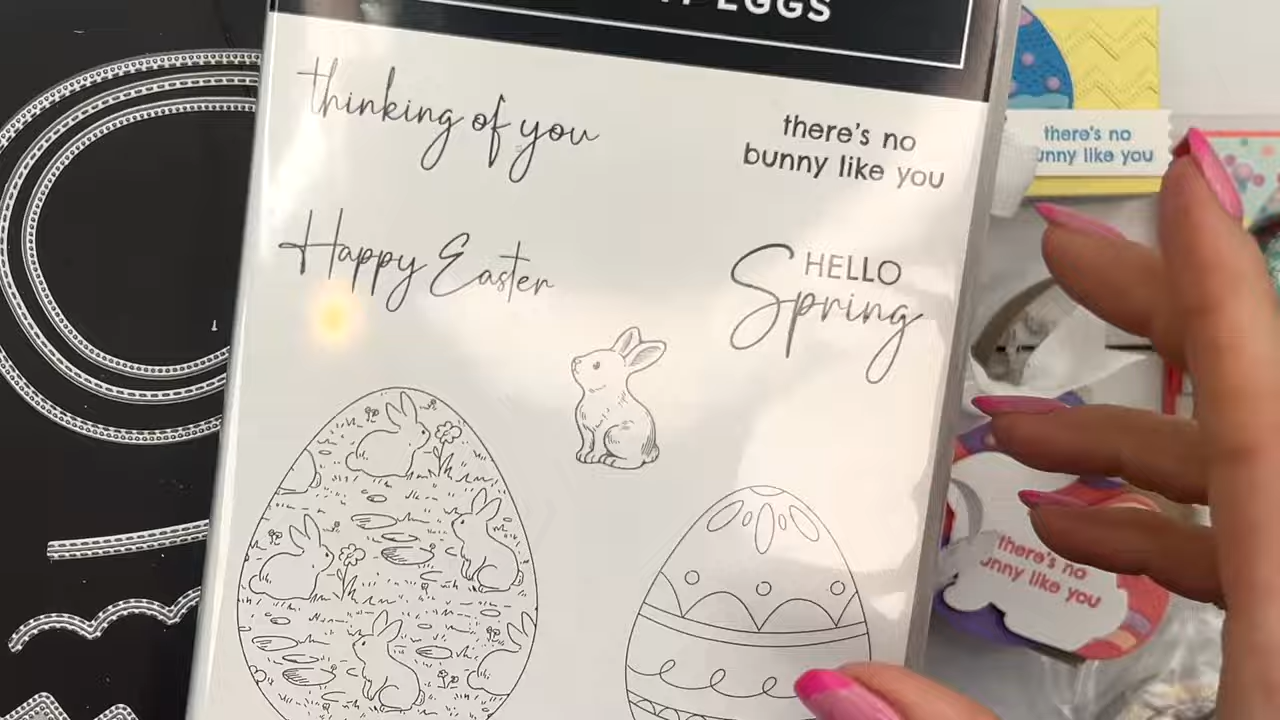 EGGS
thinking of you
there's no
bunny like you
Happy Easter
HELLO
Spring
there's no
bunny like you
there's no
bunny like you